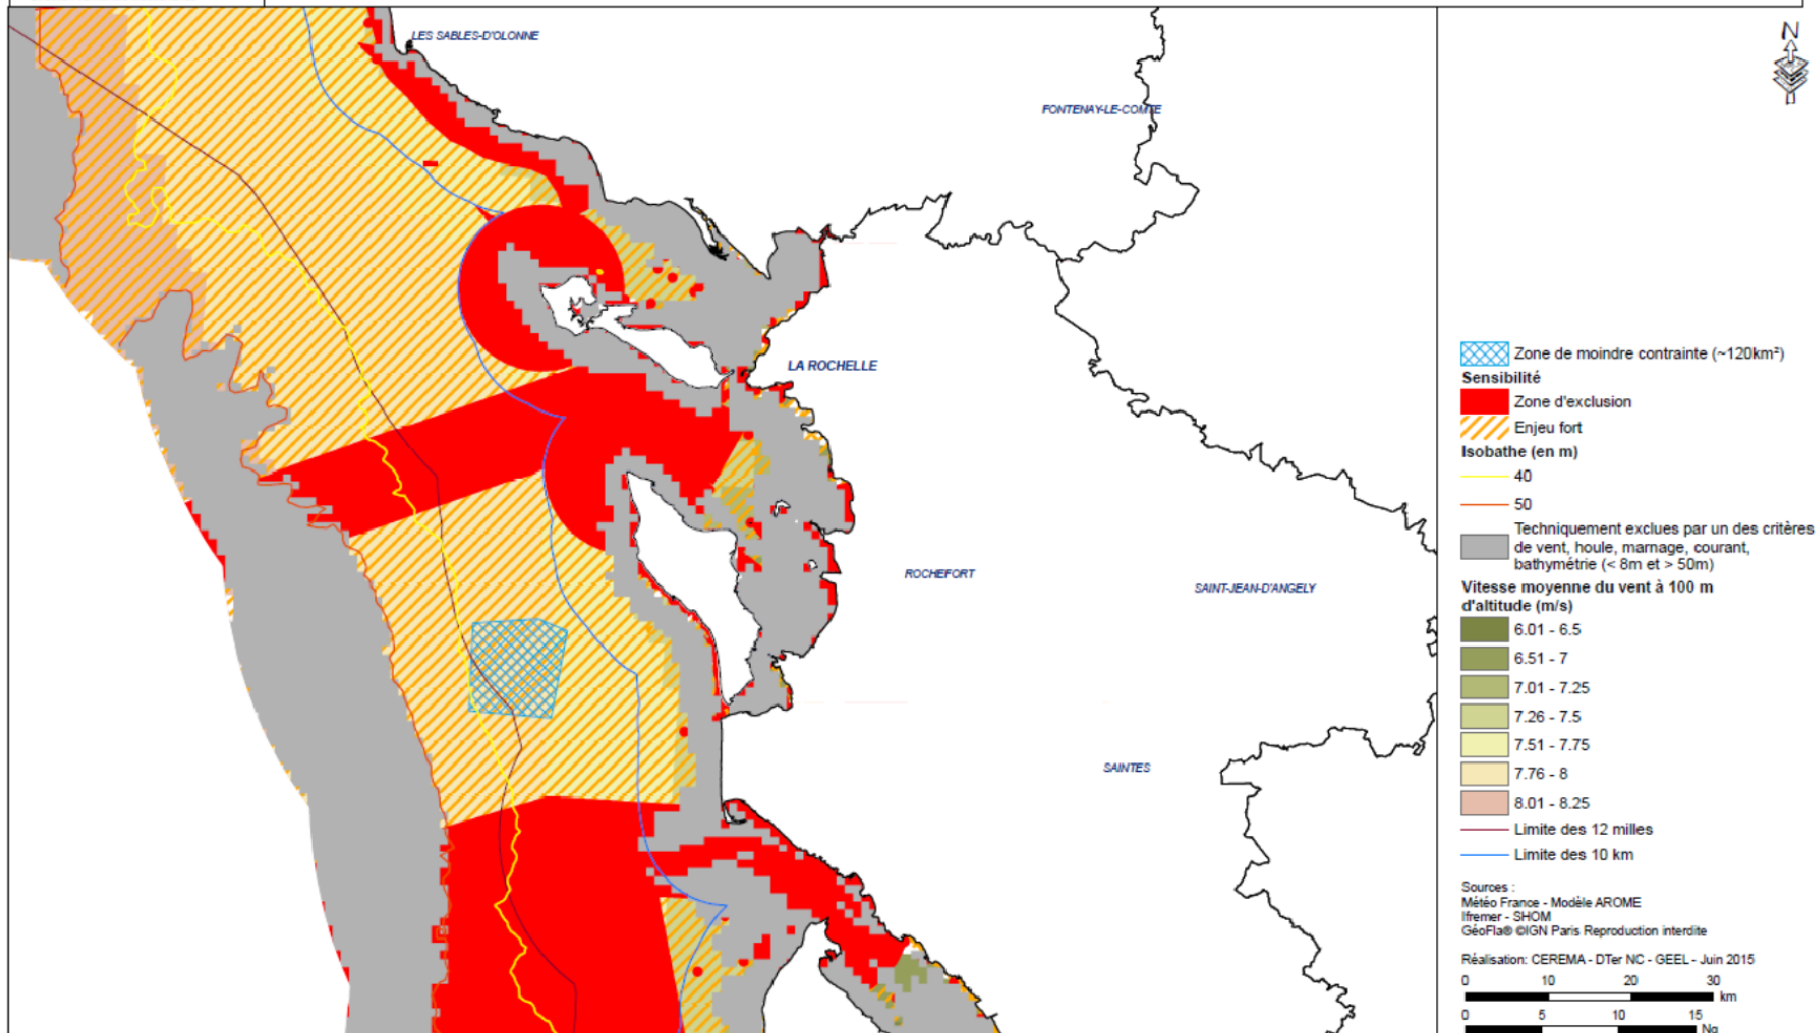 LES SABLES-D'OLONNE
FONTENAY-LE-COMTE
LA ROCHELLE
ROCHEFORT
SAINT-JEAN-D'ANGELY
SAINTES
N
Zone de moindre contrainte (~120km²)
Sensibilité
Zone d'exclusion
Enjeu fort
Isobathe (en m)
40
50
Techniquement exclues par un des critères
de vent, houle, marnage, courant,
bathymétrie (< 8m et > 50m)
Vitesse moyenne du vent à 100 m
d'altitude (m/s)
6.01 - 6.5
6.51 - 7
7.01 - 7.25
7.26 - 7.5
7.51 - 7.75
7.76 - 8
8.01 - 8.25
Limite des 12 milles
Limite des 10 km
Sources :
Météo France - Modèle AROME
Ifremer - SHOM
GéoFla® ©IGN Paris Reproduction interdite
Réalisation: CEREMA - DTer NC - GEEL - Juin 2015
0 10 20 30
km
0 5 10 15
Nq